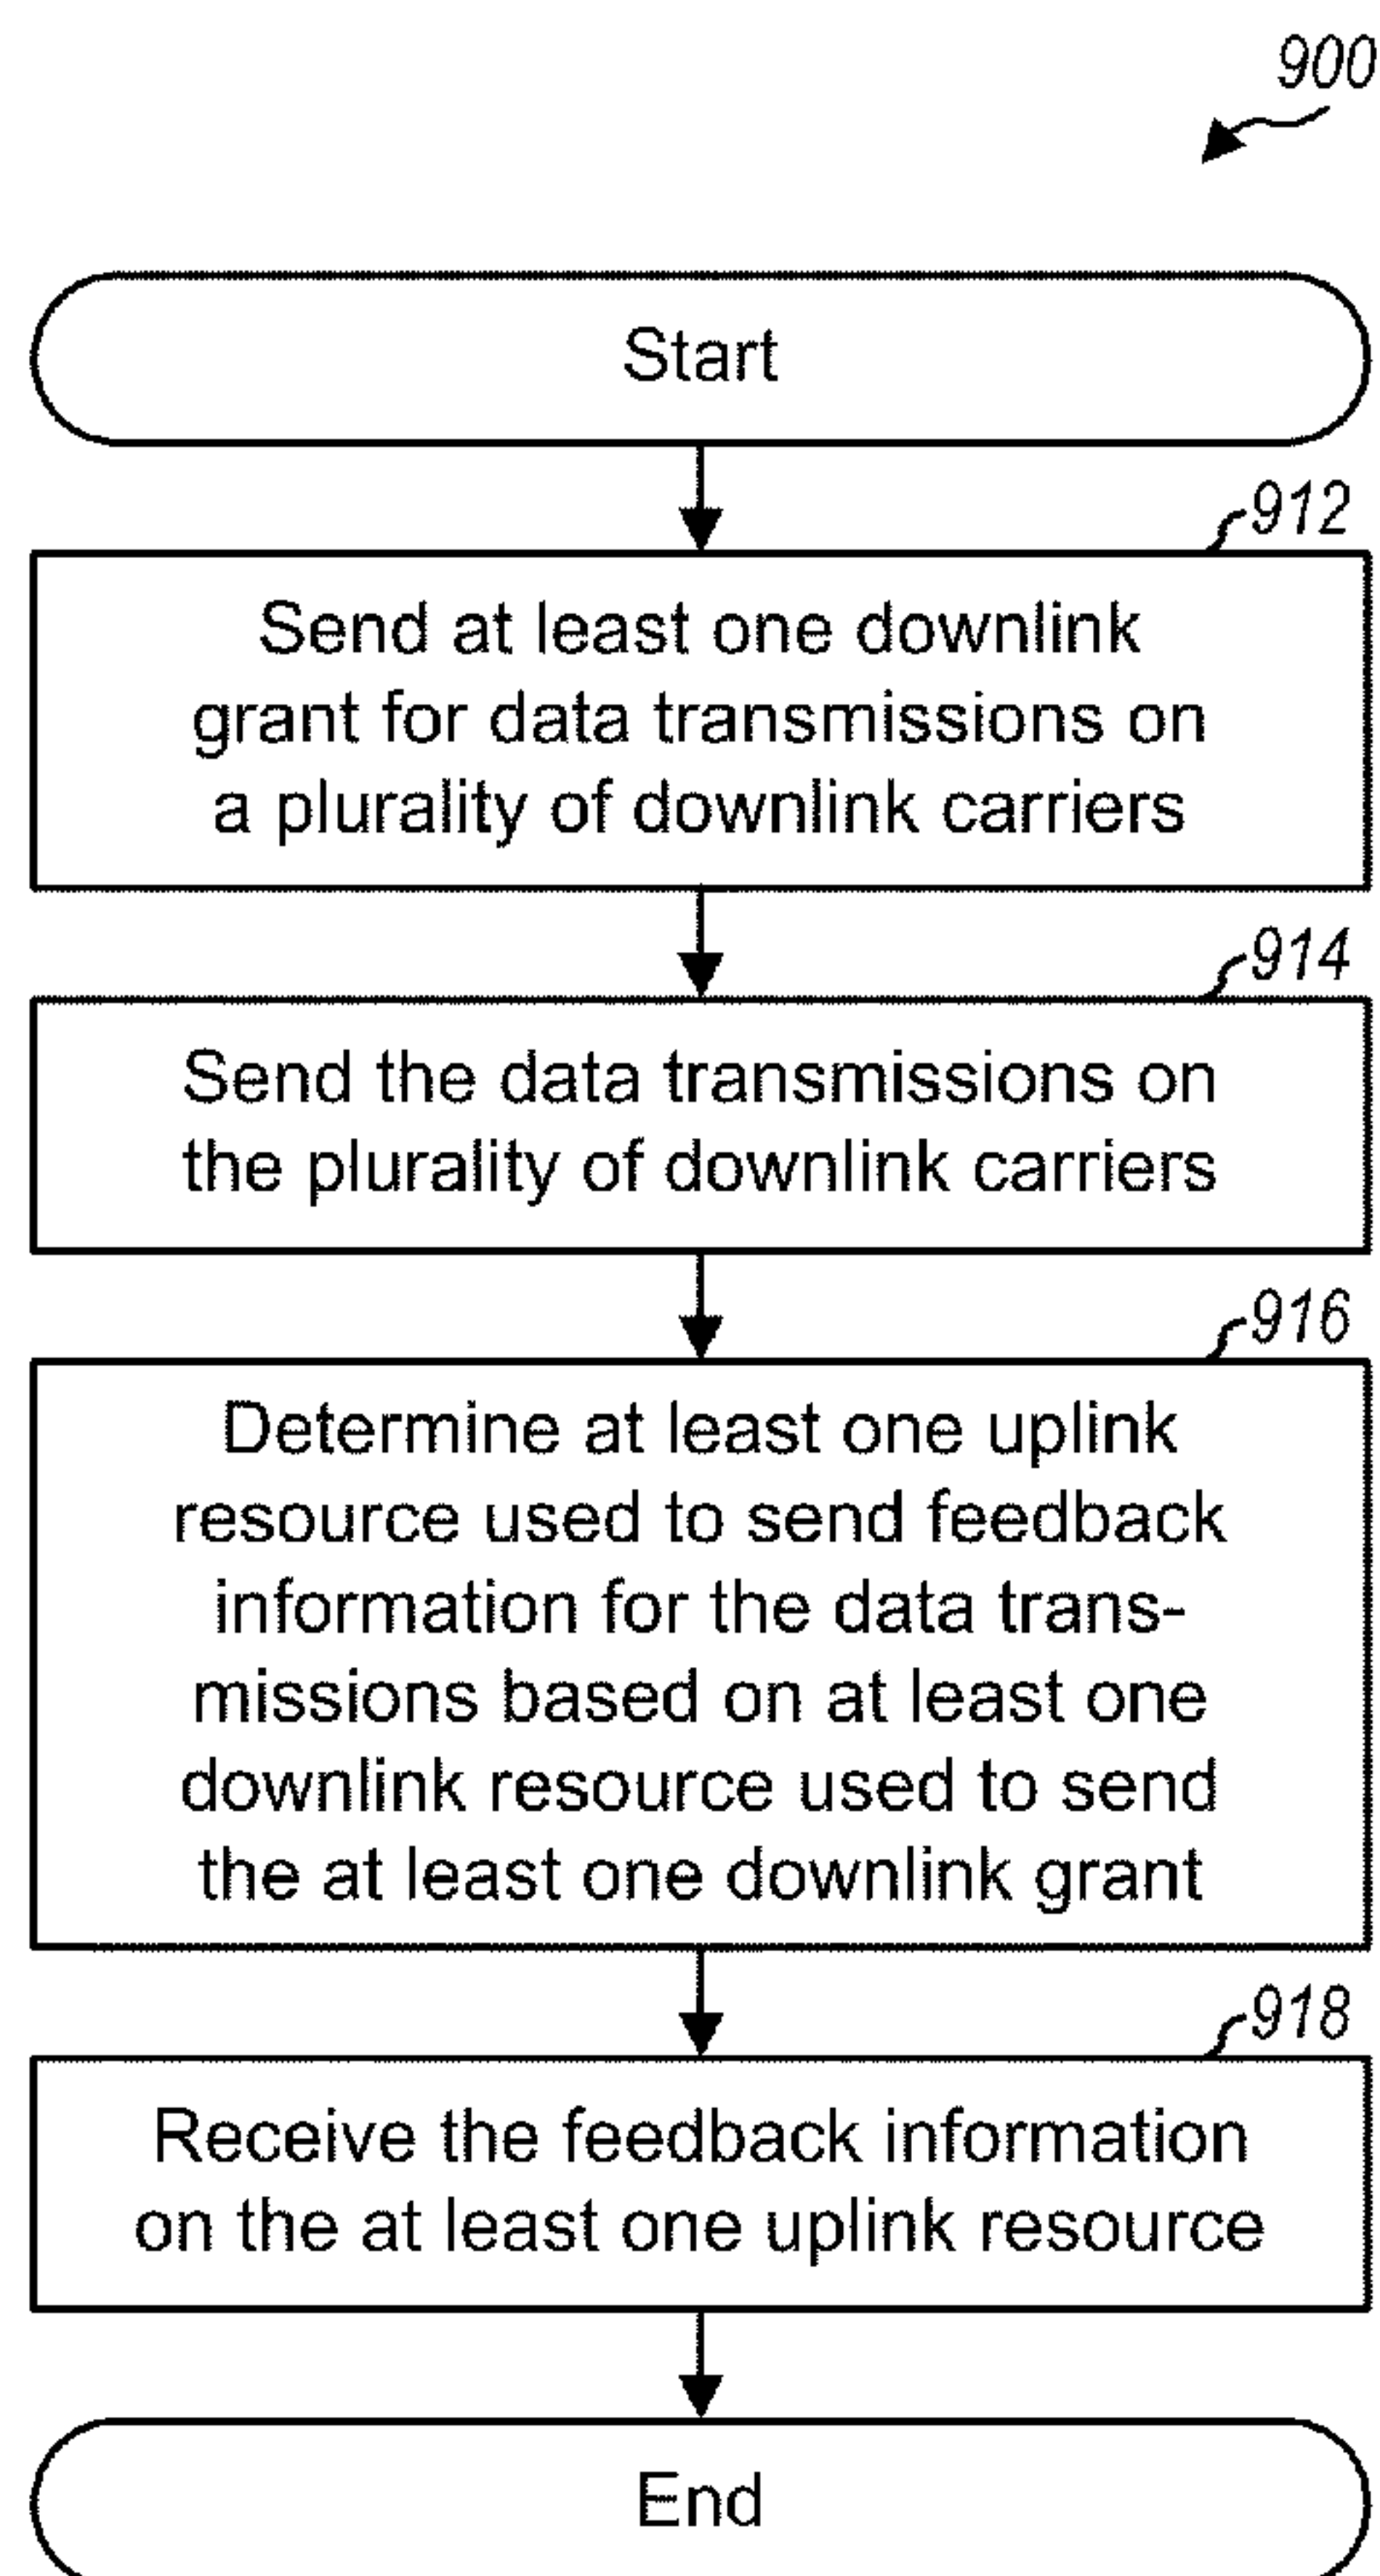 900
Start
912
Send at least one downlink
grant for data transmissions on
a plurality of downlink carriers
914
Send the data transmissions on
the plurality of downlink carriers
916
Determine at least one uplink
resource used to send feedback
information for the data trans-
missions based on at least one
downlink resource used to send
the at least one downlink grant
918
Receive the feedback information
on the at least one uplink resource
End